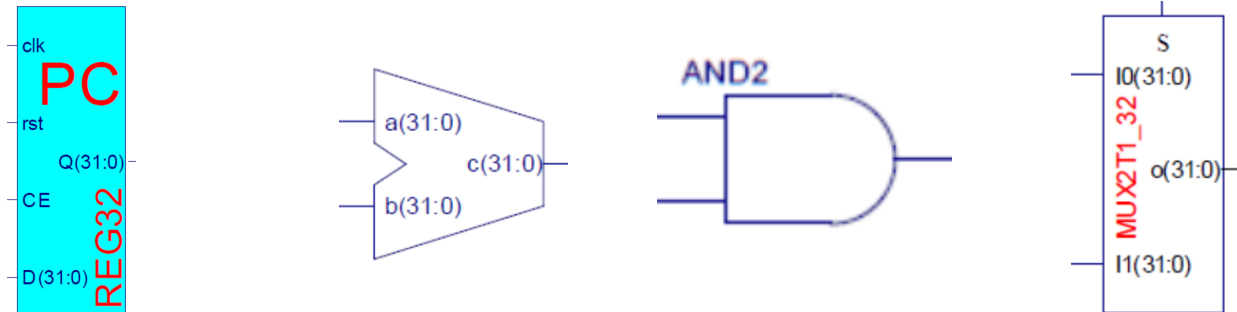 clk
PC
rst
Q(31:0)
CE
REG32
D(31:0)
a(31:0)
c(31:0)
b(31:0)
AND2
S
I0(31:0)
MUX2T1_32
o(31:0)
I1(31:0)